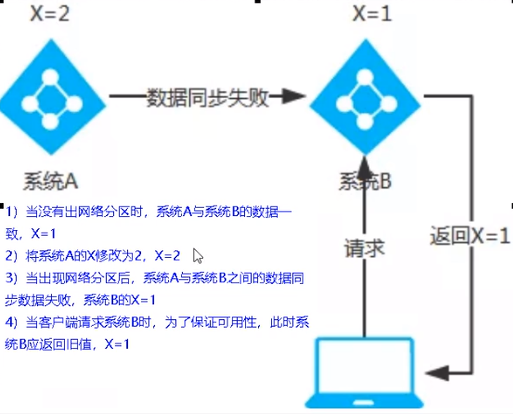 X=2
X=1
数据同步失败
系统A
系统B
1）当没有出网络分区时，系统A与系统B的数据一
致，X=1
2）将系统A的X修改为2，X=2
3）当出现网络分区后，系统A与系统B之间的数据同
步数据失败，系统B的X=1
4）当客户端请求系统B时，为了保证可用性，此时系
统B应返回旧值，X=1
请求
返回X=1